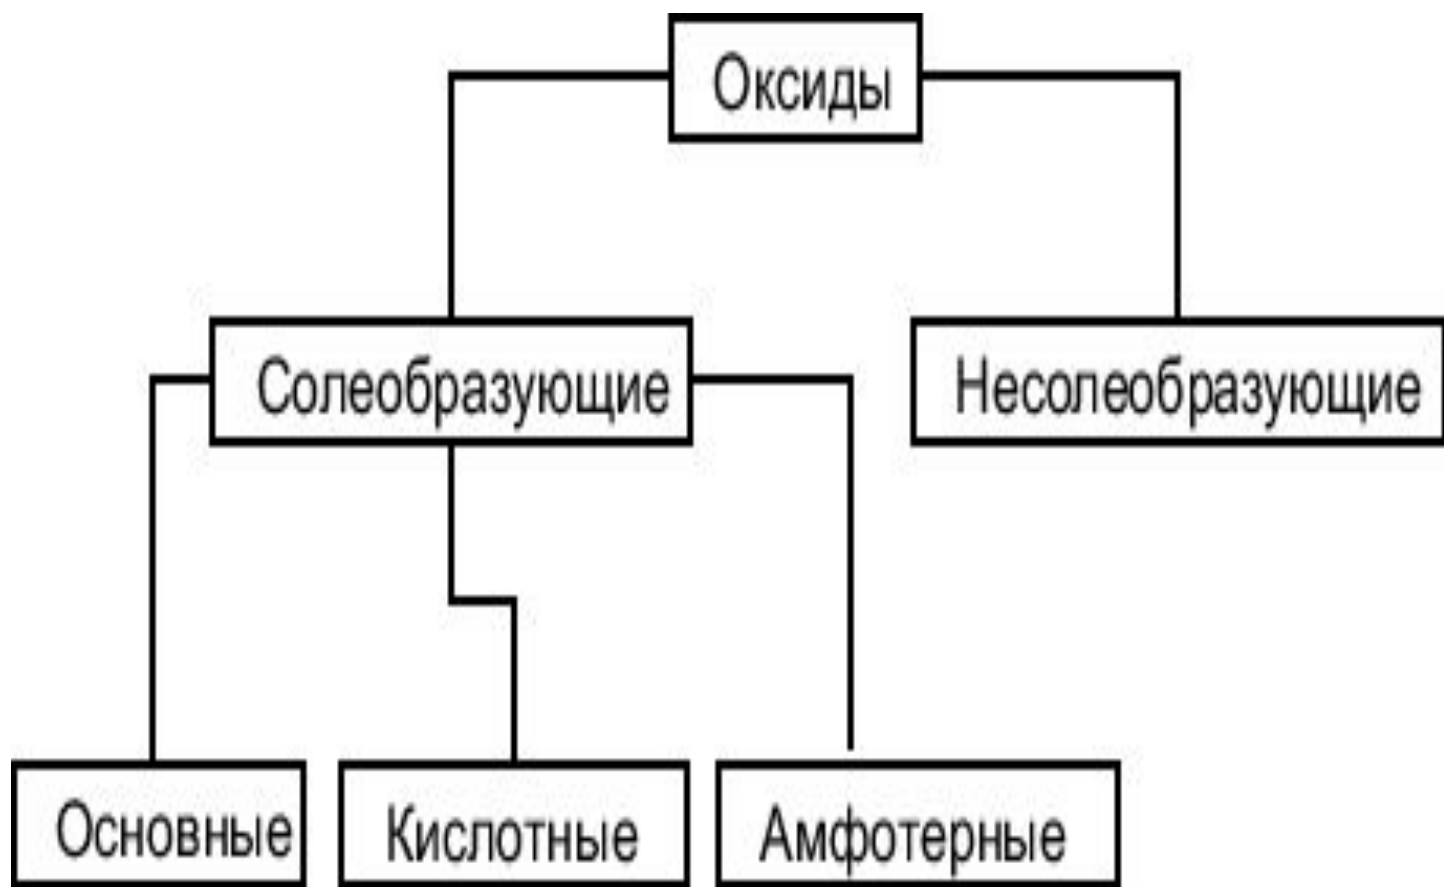 Оксиды
Солеобразующие
Несолеобразующие
Основные
Кислотные
Амфотерные